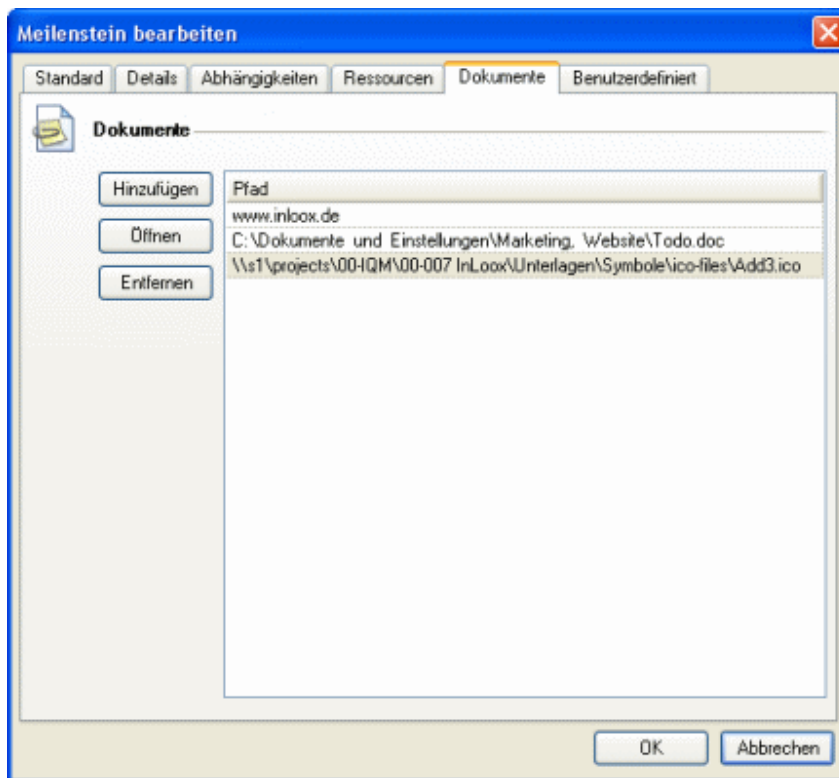 Meilenstein bearbeiten
Standard Details Abhängigkeiten Ressourcen Dokumente Benutzerdefiniert
Dokumente
Hinzufügen
Öffnen
Entfernen
Pfad
www.inloox.de
C:\Dokumente und Einstellungen\Marketing, Website\Todo.doc
\\s1\projects\00-IQM\00-007 InLoox\Unterlagen\Symbole\ico-files\Add3.ico
OK Abbrechen